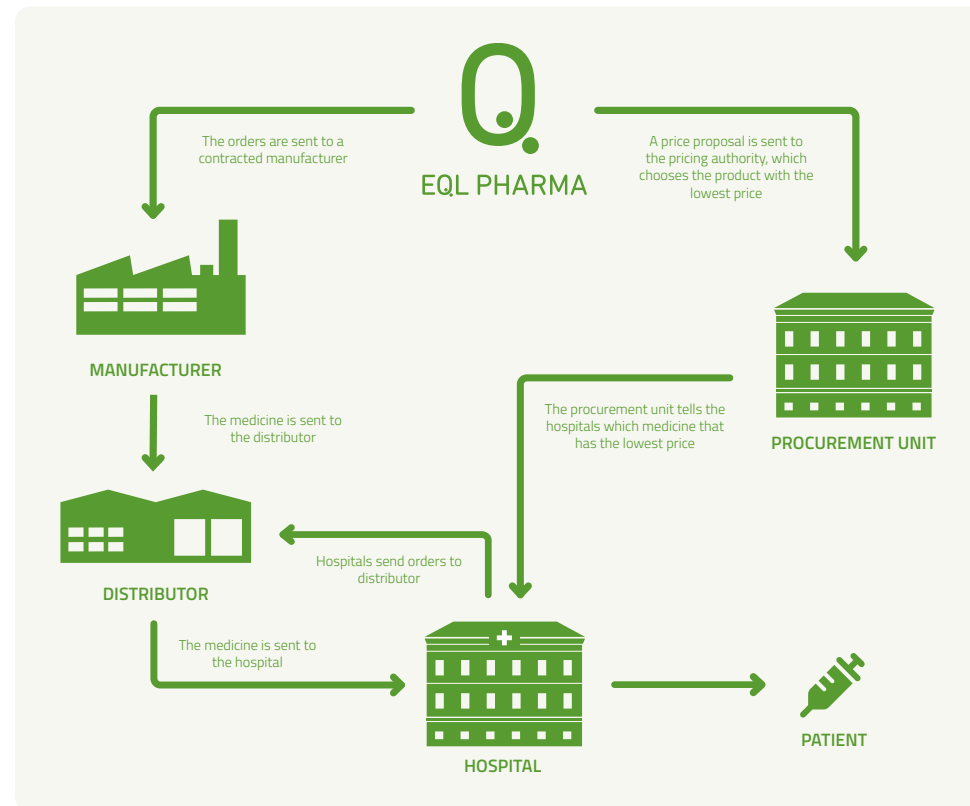 The orders are sent to a
contracted manufacturer
A price proposal is sent to
the pricing authority, which
chooses the product with the
lowest price
EQL PHARMA
MANUFACTURER
The medicine is sent to
the distributor
The procurement unit tells the
hospitals which medicine that
has the lowest price
PROCUREMENT UNIT
Hospitals send orders to
distributor
DISTRIBUTOR
The medicine is sent to
the hospital
HOSPITAL
PATIENT